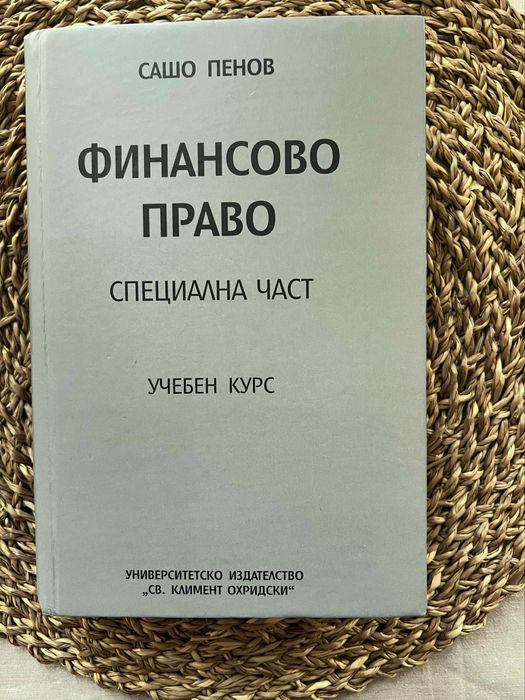 САШО ПЕНОВ
ФИНАНСОВО
ПРАВО
СПЕЦИАЛНА ЧАСТ
УЧЕБЕН КУРС
УНИВЕРСИТЕТСКО ИЗДАТЕЛСТВО
„СВ. КЛИМЕНТ ОХРИДСКИ“